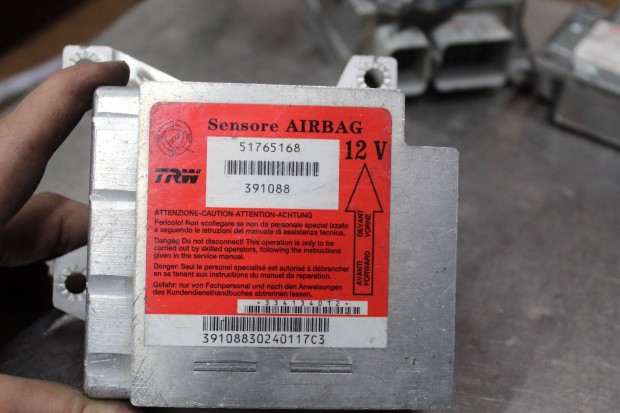 Sensore AIRBAG
51765168
12 V
TRW
391088
ATTENZIONE-CAUTION-ATTENTION-ACHTUNG
Pericolo! Non scollegare se non da personale special izzato
e seguendo le istruzioni del manuale di assistenza tecnica.
Danger: Do not disconnect! This operation is only to be
carried out by skilled operators, following the instructions
given in the service manual.
Danger: Saul le personel specialisé est autorisé à débrancher
en se tenant aux instructions du manuel de reparation.
Gefahr: nur von Fachpersonal und nach den Anweisungen
des Kundendiensthandbuches abtrennen lassen.
AVANTI DEVANT
FORWARD VORNE
*334134012*
39108830240117C3